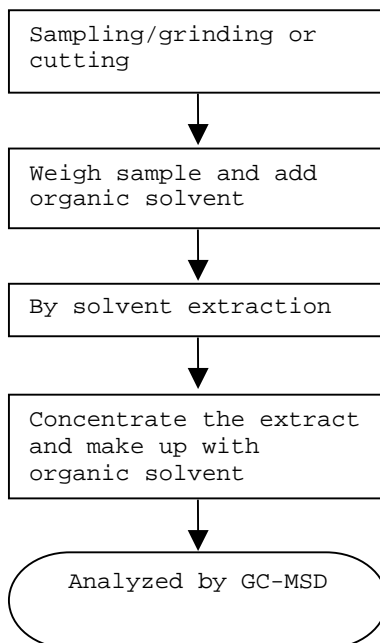 Sampling/grinding or
cutting
Weigh sample and add
organic solvent
By solvent extraction
Concentrate the extract
and make up with
organic solvent
Analyzed by GC-MSD